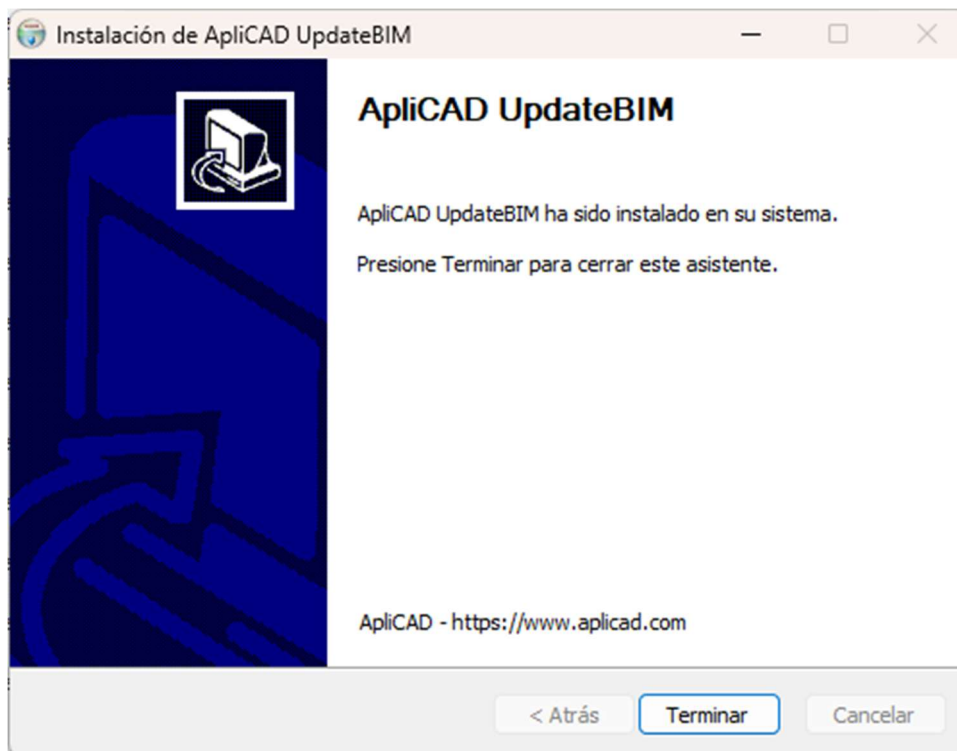 Instalación de ApliCAD UpdateBIM
ApliCAD UpdateBIM
ApliCAD UpdateBIM ha sido instalado en su sistema.
Presione Terminar para cerrar este asistente.
ApliCAD - https://www.aplicad.com
< Atrás
Terminar
Cancelar